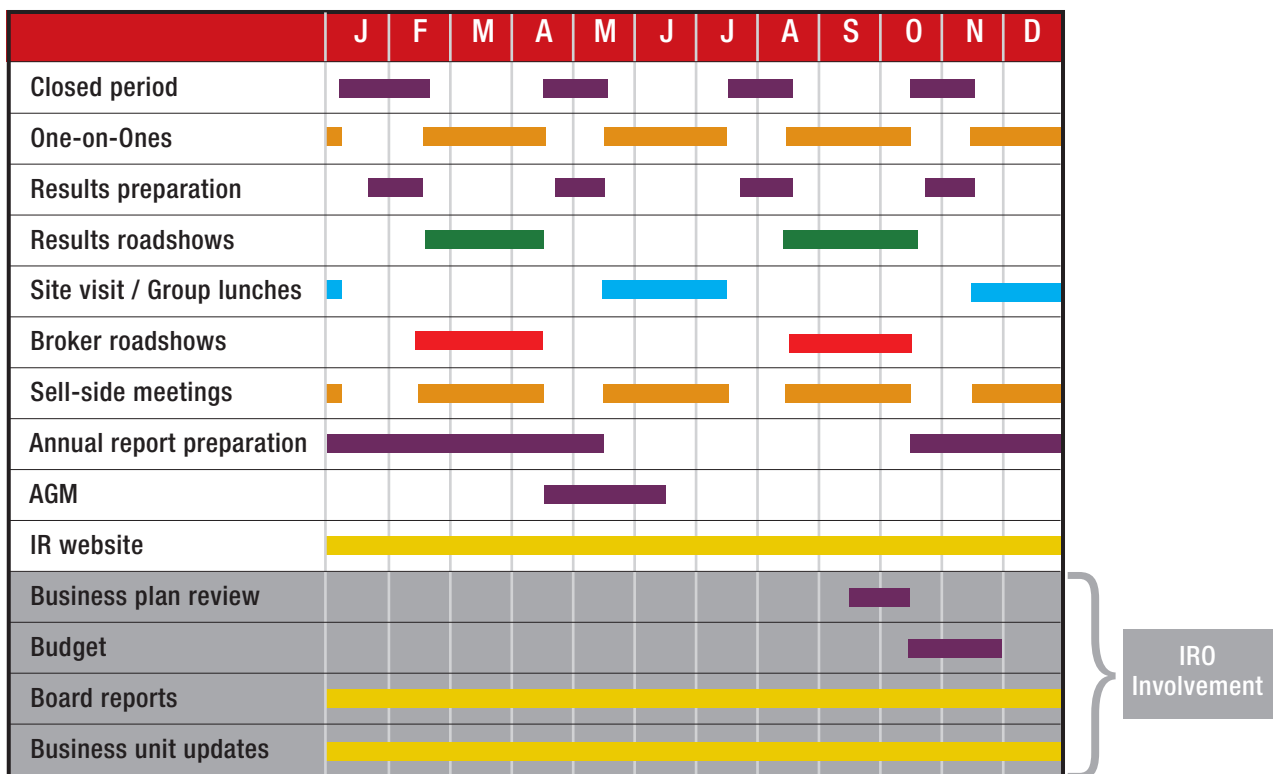 J F M A M J J A S O N D
Closed period
One-on-Ones
Results preparation
Results roadshows
Site visit / Group lunches
Broker roadshows
Sell-side meetings
Annual report preparation
AGM
IR website
Business plan review
Budget
Board reports
Business unit updates
IRO
Involvement